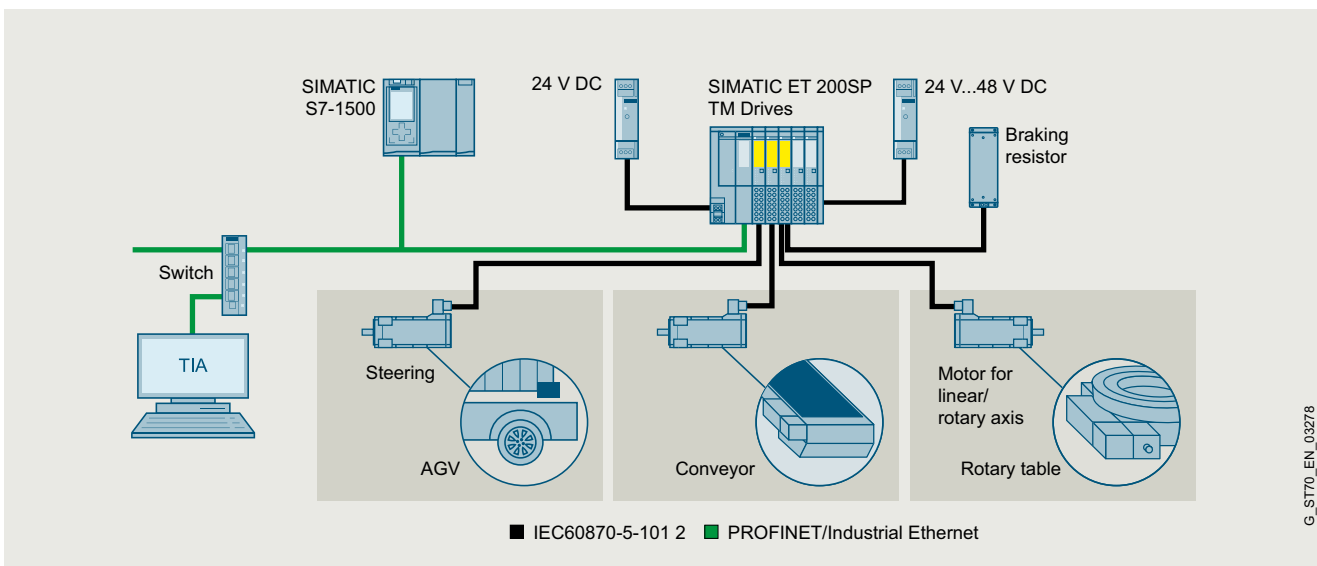 SIMATIC
S7-1500
24 V DC
SIMATIC ET 200SP
TM Drives
24 V...48 V DC
Braking
resistor
Switch
TIA
Steering
AGV
Conveyor
Motor for
linear/
rotary axis
Rotary table
IEC60870-5-101 2
PROFINET/Industrial Ethernet
G_ST70_EN_03278